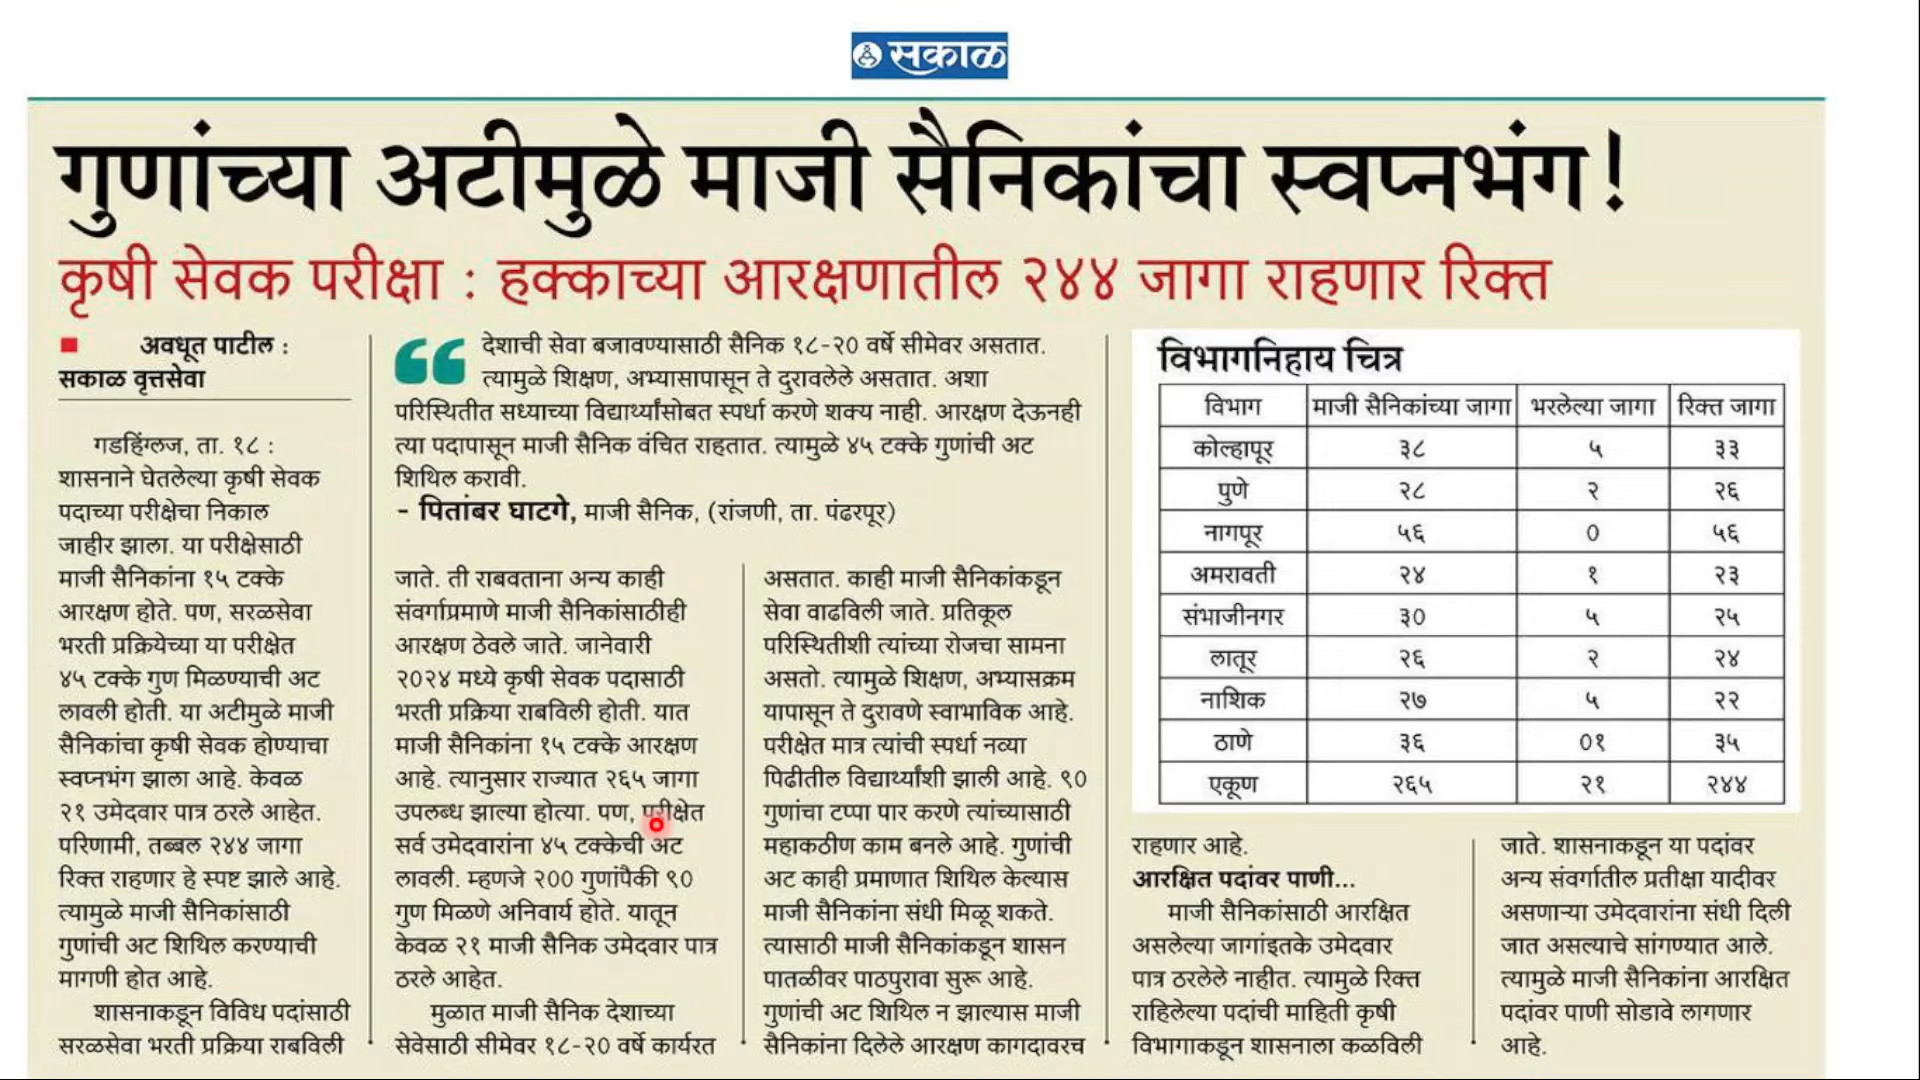 सकाळ
गुणांच्या अटीमुळे माजी सैनिकांचा स्वप्नभंग!
कृषी सेवक परीक्षा : हक्काच्या आरक्षणातील २४४ जागा राहणार रिक्त
अवधूत पाटील :
सकाळ वृत्तसेवा
गडहिंग्लज, ता. १८ :
शासनाने घेतलेल्या कृषी सेवक
पदाच्या परीक्षेचा निकाल
जाहीर झाला. या परीक्षेसाठी
माजी सैनिकांना १५ टक्के
आरक्षण होते. पण, सरळसेवा
भरती प्रक्रियेच्या या परीक्षेत
४५ टक्के गुण मिळण्याची अट
लावली होती. या अटीमुळे माजी
सैनिकांचा कृषी सेवक होण्याचा
स्वप्नभंग झाला आहे. केवळ
२१ उमेदवार पात्र ठरले आहेत.
परिणामी, तब्बल २४४ जागा
रिक्त राहणार हे स्पष्ट झाले आहे.
त्यामुळे माजी सैनिकांसाठी
गुणांची अट शिथिल करण्याची
मागणी होत आहे.
शासनाकडून विविध पदांसाठी
सरळसेवा भरती प्रक्रिया राबविली
देशाची सेवा बजावण्यासाठी सैनिक १८-२० वर्षे सीमेवर असतात.
त्यामुळे शिक्षण, अभ्यासापासून ते दुरावलेले असतात. अशा
परिस्थितीत सध्याच्या विद्यार्थ्यांसोबत स्पर्धा करणे शक्य नाही. आरक्षण देऊनही
त्या पदापासून माजी सैनिक वंचित राहतात. त्यामुळे ४५ टक्के गुणांची अट
शिथिल करावी.
- पितांबर घाटगे, माजी सैनिक, (रांजणी, ता. पंढरपूर)
जाते. ती राबवताना अन्य काही
संवर्गाप्रमाणे माजी सैनिकांसाठीही
आरक्षण ठेवले जाते. जानेवारी
२०२४ मध्ये कृषी सेवक पदासाठी
भरती प्रक्रिया राबविली होती. यात
माजी सैनिकांना १५ टक्के आरक्षण
आहे. त्यानुसार राज्यात २६५ जागा
उपलब्ध झाल्या होत्या. पण, परीक्षेत
सर्व उमेदवारांना ४५ टक्केची अट
लावली. म्हणजे २०० गुणांपैकी ९०
गुण मिळणे अनिवार्य होते. यातून
केवळ २१ माजी सैनिक उमेदवार पात्र
ठरले आहेत.
मुळात माजी सैनिक देशाच्या
सेवेसाठी सीमेवर १८-२० वर्षे कार्यरत
असतात. काही माजी सैनिकांकडून
सेवा वाढविली जाते. प्रतिकूल
परिस्थितीशी त्यांच्या रोजचा सामना
असतो. त्यामुळे शिक्षण, अभ्यासक्रम
यापासून ते दुरावणे स्वाभाविक आहे.
परीक्षेत मात्र त्यांची स्पर्धा नव्या
पिढीतील विद्यार्थ्यांशी झाली आहे. ९०
गुणांचा टप्पा पार करणे त्यांच्यासाठी
महाकठीण काम बनले आहे. गुणांची
अट काही प्रमाणात शिथिल केल्यास
माजी सैनिकांना संधी मिळू शकते.
त्यासाठी माजी सैनिकांकडून शासन
पातळीवर पाठपुरावा सुरू आहे.
गुणांची अट शिथिल न झाल्यास माजी
सैनिकांना दिलेले आरक्षण कागदावरच
विभागनिहाय चित्र
विभाग माजी सैनिकांच्या जागा भरलेल्या जागा रिक्त जागा
कोल्हापूर ३८ ५ ३३
पुणे २८ २ २६
नागपूर ५६ 0 ५६
अमरावती २४ १ २३
संभाजीनगर ३0 ५ २५
लातूर २६ २ २४
नाशिक २७ ५ २२
ठाणे ३६ 0१ ३५
एकूण २६५ २१ २४४
राहणार आहे.
आरक्षित पदांवर पाणी...
माजी सैनिकांसाठी आरक्षित
असलेल्या जागांइतके उमेदवार
पात्र ठरलेले नाहीत. त्यामुळे रिक्त
राहिलेल्या पदांची माहिती कृषी
विभागाकडून शासनाला कळविली
जाते. शासनाकडून या पदांवर
अन्य संवर्गातील प्रतीक्षा यादीवर
असणाऱ्या उमेदवारांना संधी दिली
जात असल्याचे सांगण्यात आले.
त्यामुळे माजी सैनिकांना आरक्षित
पदांवर पाणी सोडावे लागणार
आहे.